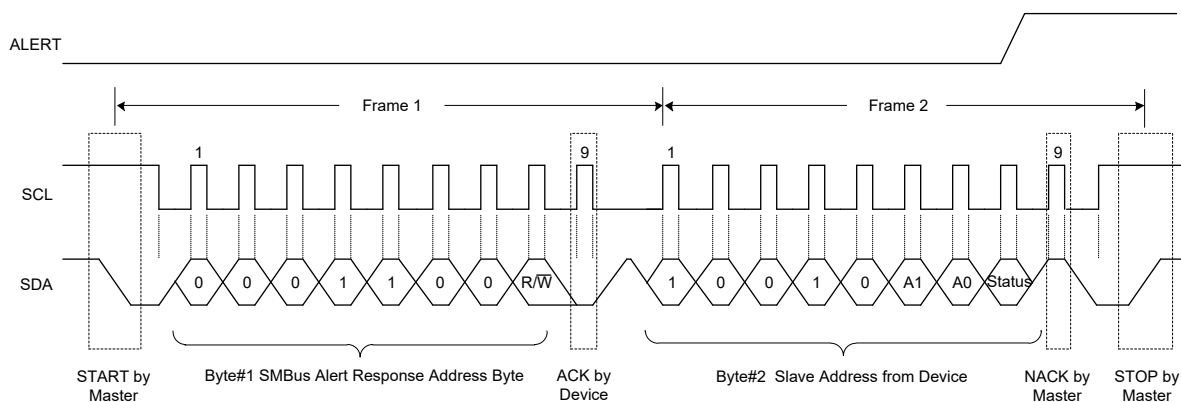 ALERT
Frame 1
Frame 2
1
9
1
9
SCL
SDA
0
0
0
1
1
0
0
R/W̅
1
0
0
1
0
A1
A0
Status
START by
Master
Byte#1 SMBus Alert Response Address Byte
ACK by
Device
Byte#2 Slave Address from Device
NACK by
Master
STOP by
Master